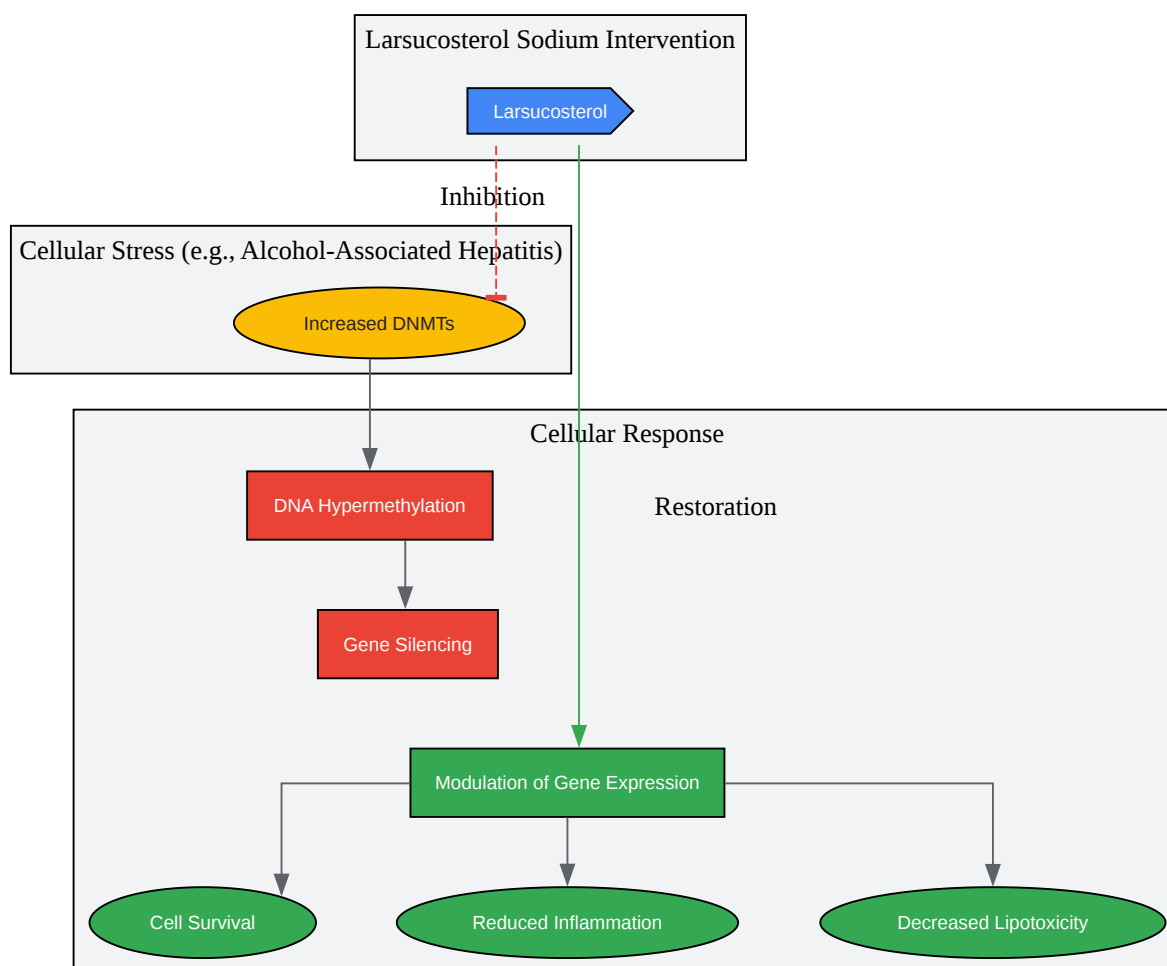 Larsucosterol Sodium Intervention
Larsucosterol
Inhibition
Cellular Stress (e.g., Alcohol-Associated Hepatitis)
Increased DNMTs
Cellular Response
DNA Hypermethylation
Restoration
Gene Silencing
Modulation of Gene Expression
Cell Survival
Reduced Inflammation
Decreased Lipotoxicity